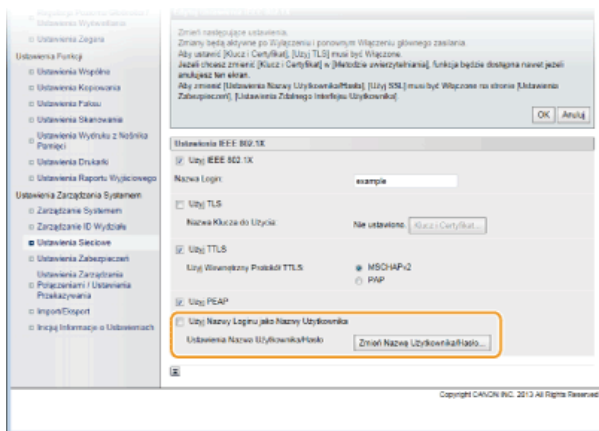 Ustawienia Wyświetlacza
Ustawienia Zegara
Ustawienia Funkcji
Ustawienia Wspólne
Ustawienia Kopiowania
Ustawienia Faksu
Ustawienia Skanowania
Ustawienia Wydruku z Nośnika
Pamięci
Ustawienia Drukarki
Ustawienia Raportu Wyjściowego
Ustawienia Zarządzania Systemem
Zarządzanie Systemem
Zarządzanie ID Wydziału
Ustawienia Sieciowe
Ustawienia Zabezpieczeń
Ustawienia Zarządzania
Połączeniami / Ustawienia
Przekazywania
Import/Eksport
Inicjuj Informacje o Ustawieniach
Zmień następujące ustawienia.
Zmiany będą aktywne po Wyłączeniu i ponownym Włączeniu głównego zasilania.
Aby ustawić [Klucz i Certyfikat], [Użyj TLS] musi być Włączone.
Jeżeli chcesz zmienić [Klucz i Certyfikat] w [Metodzie uwierzytelniania], funkcja będzie dostępna nawet jeżeli
anulujesz ten ekran.
Aby zmienić [Ustawienia Nazwy Użytkownika/Hasła], [Użyj SSL] musi być Włączone na stronie [Ustawienia
Zabezpieczeń], [Ustawienia Zdalnego Interfejsu Użytkownika]
OK Anuluj
Ustawienia IEEE 802.1X
Użyj IEEE 802.1X
Nazwa Login: example
Użyj TLS
Nazwa Klucza do Użycia: Nie ustawiono. Klucz i Certyfikat...
Użyj TTLS
Użyj Wewnętrzny Protokół TTLS: MSCHAPv2
PAP
Użyj PEAP
Użyj Nazwy Loginu jako Nazwy Użytkownika
Ustawienia Nazwa Użytkownika/Hasło Zmień Nazwę Użytkownika/Hasło...
Copyright CANON INC. 2013 All Rights Reserved